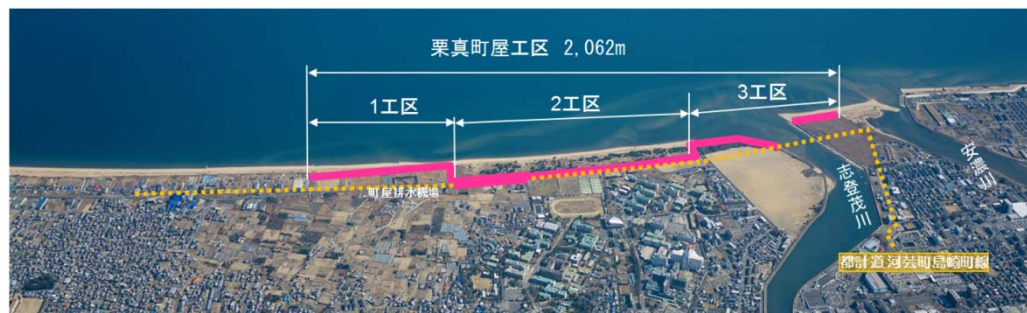 栗真町屋工区 2,062m
1工区
2工区
3工区
町屋排水機場
志登茂川
安濃川
都計道河芸町島崎町線